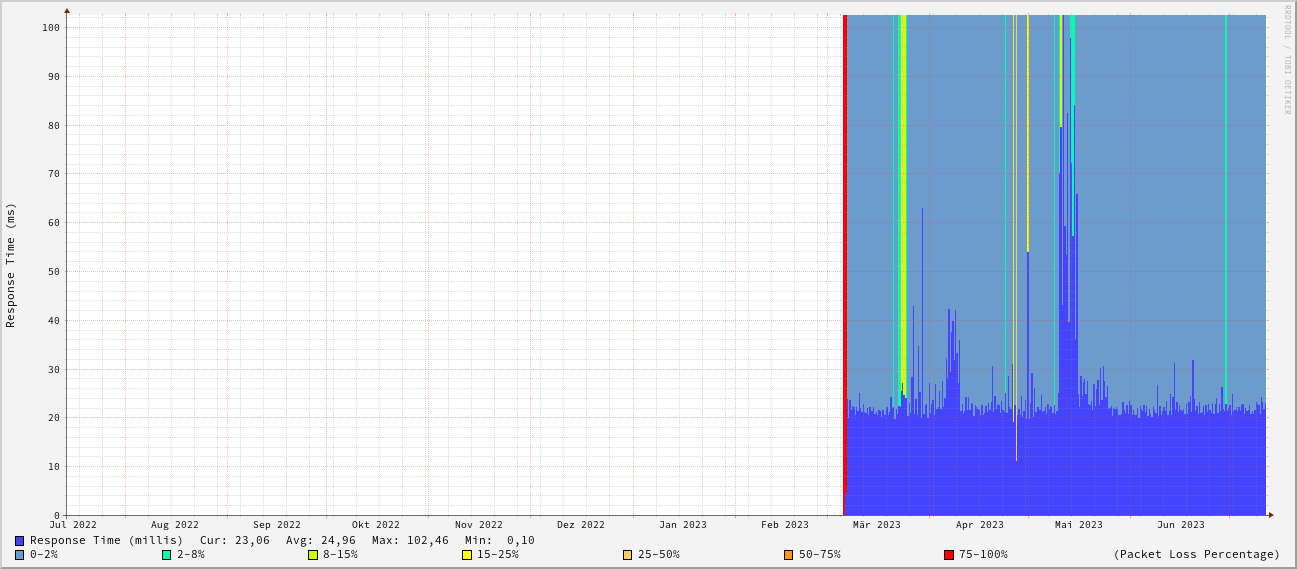 RRDTOOL / TOBI OETIKER
Response Time (ms)
100
90
80
70
60
50
40
30
20
10
0
Jul 2022 Aug 2022 Sep 2022 Okt 2022 Nov 2022 Dez 2022 Jan 2023 Feb 2023 Mär 2023 Apr 2023 Mai 2023 Jun 2023
Response Time (millis) Cur: 23,06 Avg: 24,96 Max: 102,46 Min: 0,10
0-2% 2-8% 8-15% 15-25% 25-50% 50-75% 75-100% (Packet Loss Percentage)